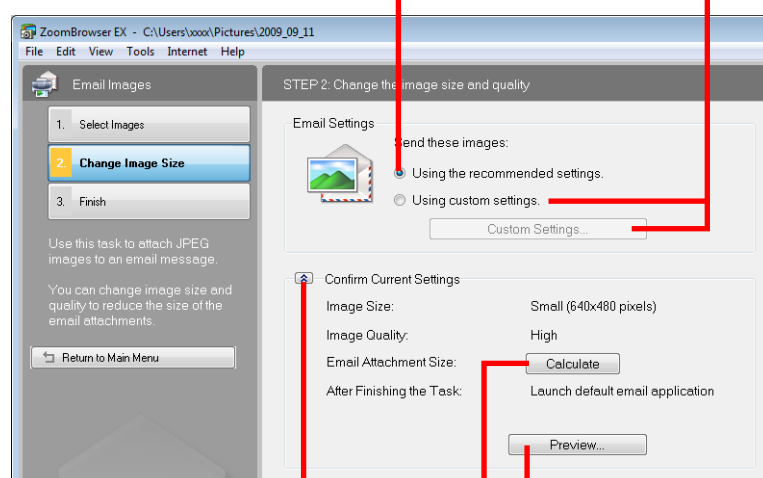 ZoomBrowser EX - C:\Users\xxxx\Pictures\2009_09_11
File Edit View Tools Internet Help
Email Images
STEP 2: Change the image size and quality
1. Select Images
2. Change Image Size
3. Finish
Use this task to attach JPEG
images to an email message.
You can change image size and
quality to reduce the size of the
email attachments.
Return to Main Menu
Email Settings
Send these images:
Using the recommended settings.
Using custom settings.
Custom Settings...
Confirm Current Settings
Image Size: Small (640x480 pixels)
Image Quality: High
Email Attachment Size: Calculate
After Finishing the Task: Launch default email application
Preview...